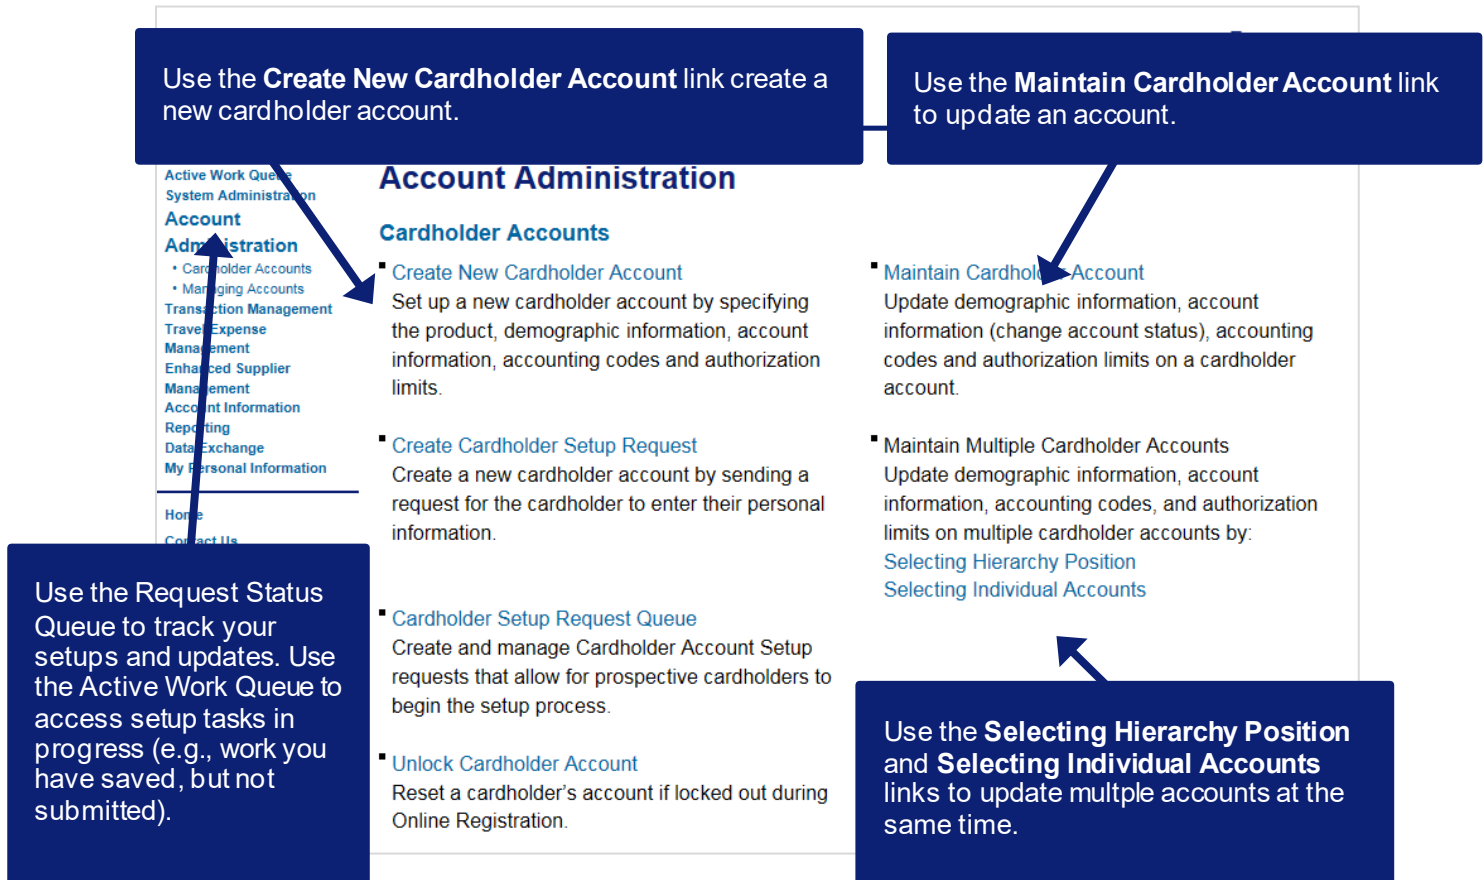 Use the Create New Cardholder Account link create a
new cardholder account.
Use the Maintain Cardholder Account link
to update an account.
Active Work Queue
System Administration
Account
Administration
• Cardholder Accounts
• Managing Accounts
Transaction Management
Travel Expense
Management
Enhanced Supplier
Management
Account Information
Reporting
Data Exchange
My Personal Information
Home
Contact Us
Account Administration
Cardholder Accounts
Create New Cardholder Account
Set up a new cardholder account by specifying
the product, demographic information, account
information, accounting codes and authorization
limits.
Create Cardholder Setup Request
Create a new cardholder account by sending a
request for the cardholder to enter their personal
information.
Cardholder Setup Request Queue
Create and manage Cardholder Account Setup
requests that allow for prospective cardholders to
begin the setup process.
Unlock Cardholder Account
Reset a cardholder's account if locked out during
Online Registration.
Maintain Cardholder Account
Update demographic information, account
information (change account status), accounting
codes and authorization limits on a cardholder
account.
Maintain Multiple Cardholder Accounts
Update demographic information, account
information, accounting codes, and authorization
limits on multiple cardholder accounts by:
Selecting Hierarchy Position
Selecting Individual Accounts
Use the Request Status
Queue to track your
setups and updates. Use
the Active Work Queue to
access setup tasks in
progress (e.g., work you
have saved, but not
submitted).
Use the Selecting Hierarchy Position
and Selecting Individual Accounts
links to update multple accounts at the
same time.